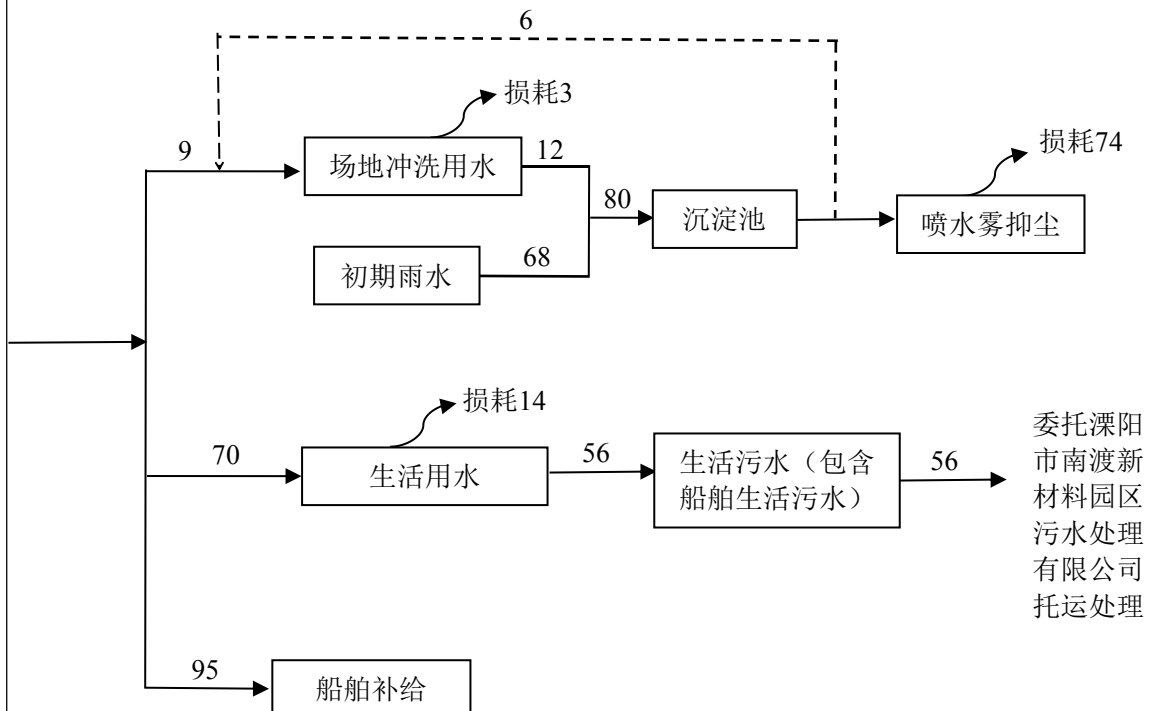 6
损耗3
9
场地冲洗用水
12
损耗74
80
沉淀池
喷水雾抑尘
初期雨水
68
损耗14
70
生活用水
56
生活污水（包含
船舶生活污水）
56
委托溧阳
市南渡新
材料园区
污水处理
有限公司
托运处理
95
船舶补给